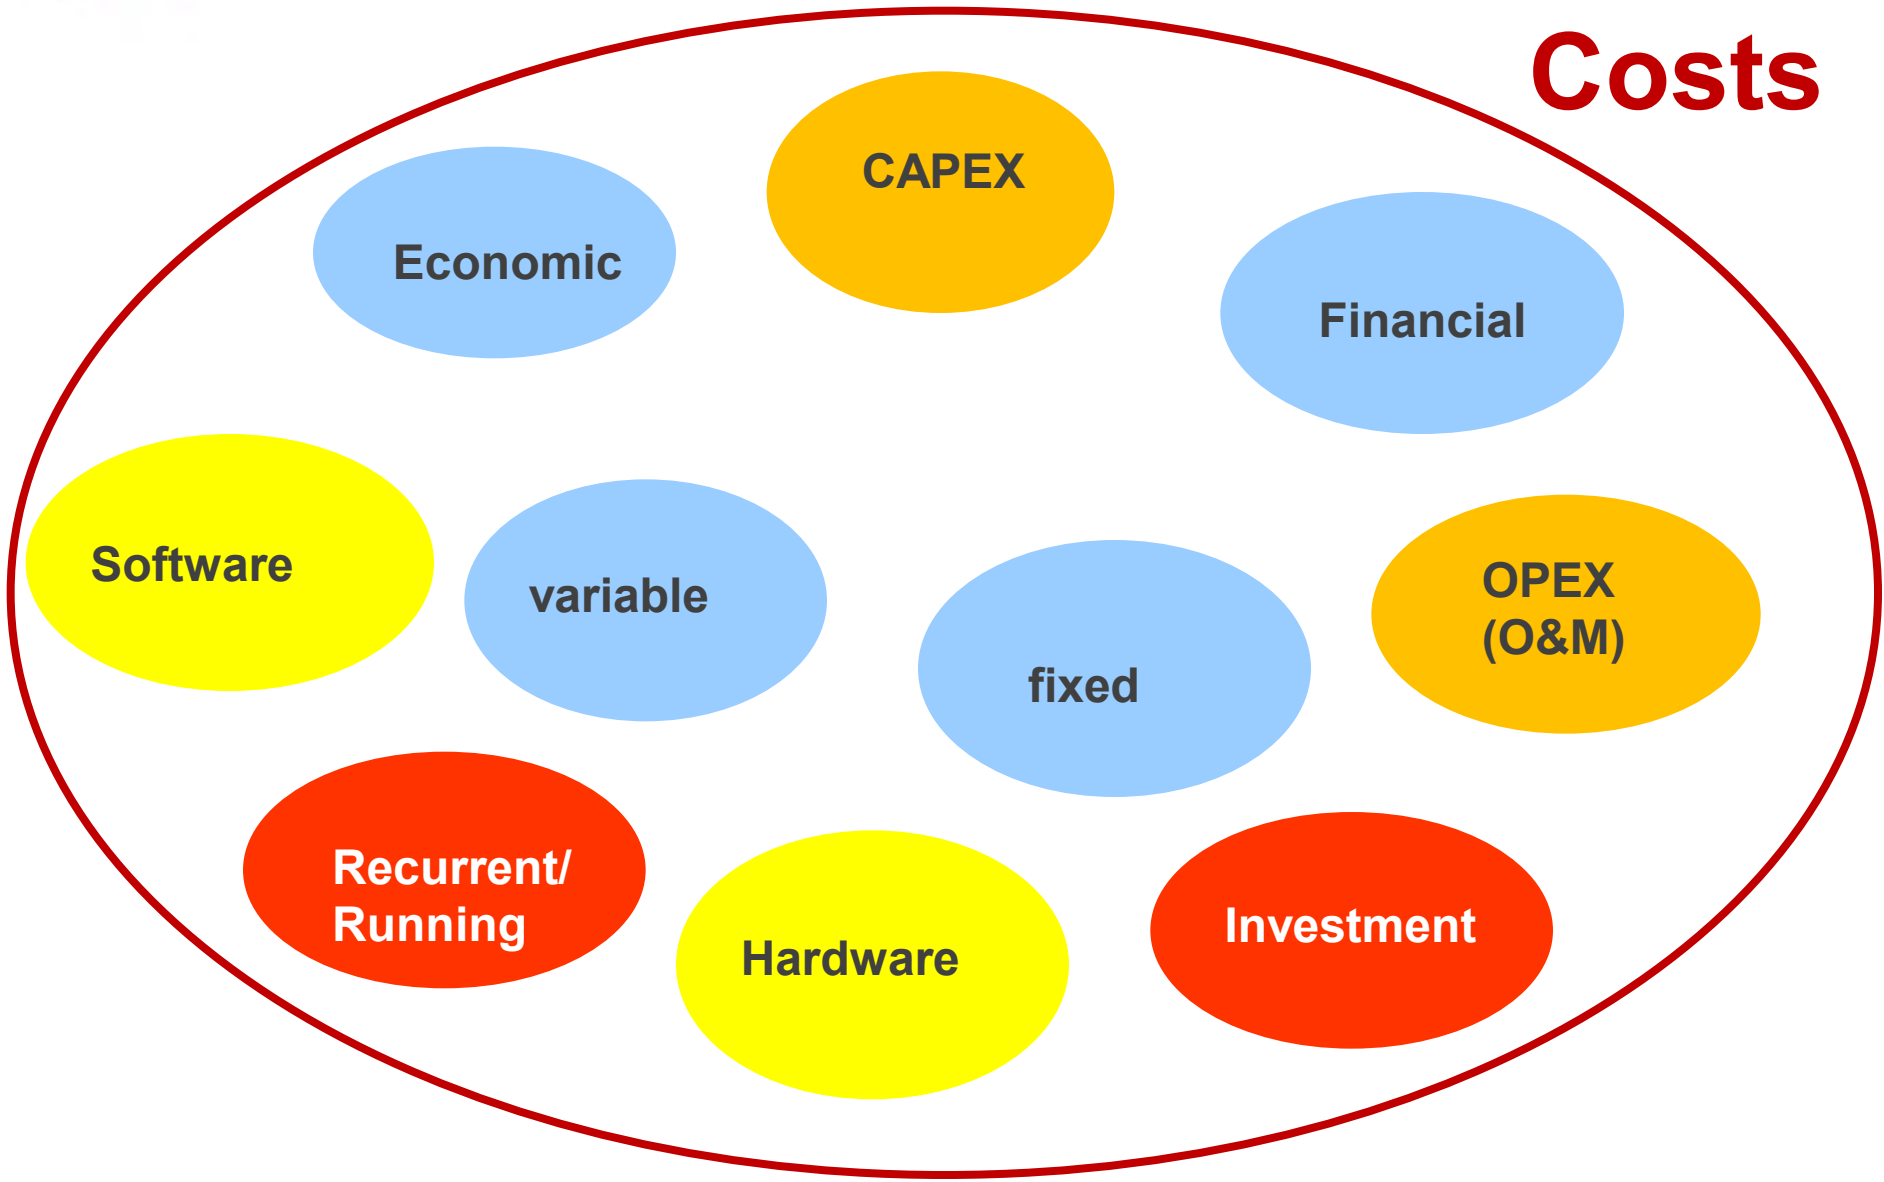 Costs
CAPEX
Economic
Financial
Software
variable
fixed
OPEX
(O&M)
Recurrent/
Running
Hardware
Investment